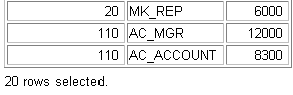 20 MK_REP 6000
110 AC_MGR 12000
110 AC_ACCOUNT 8300
20 rows selected.